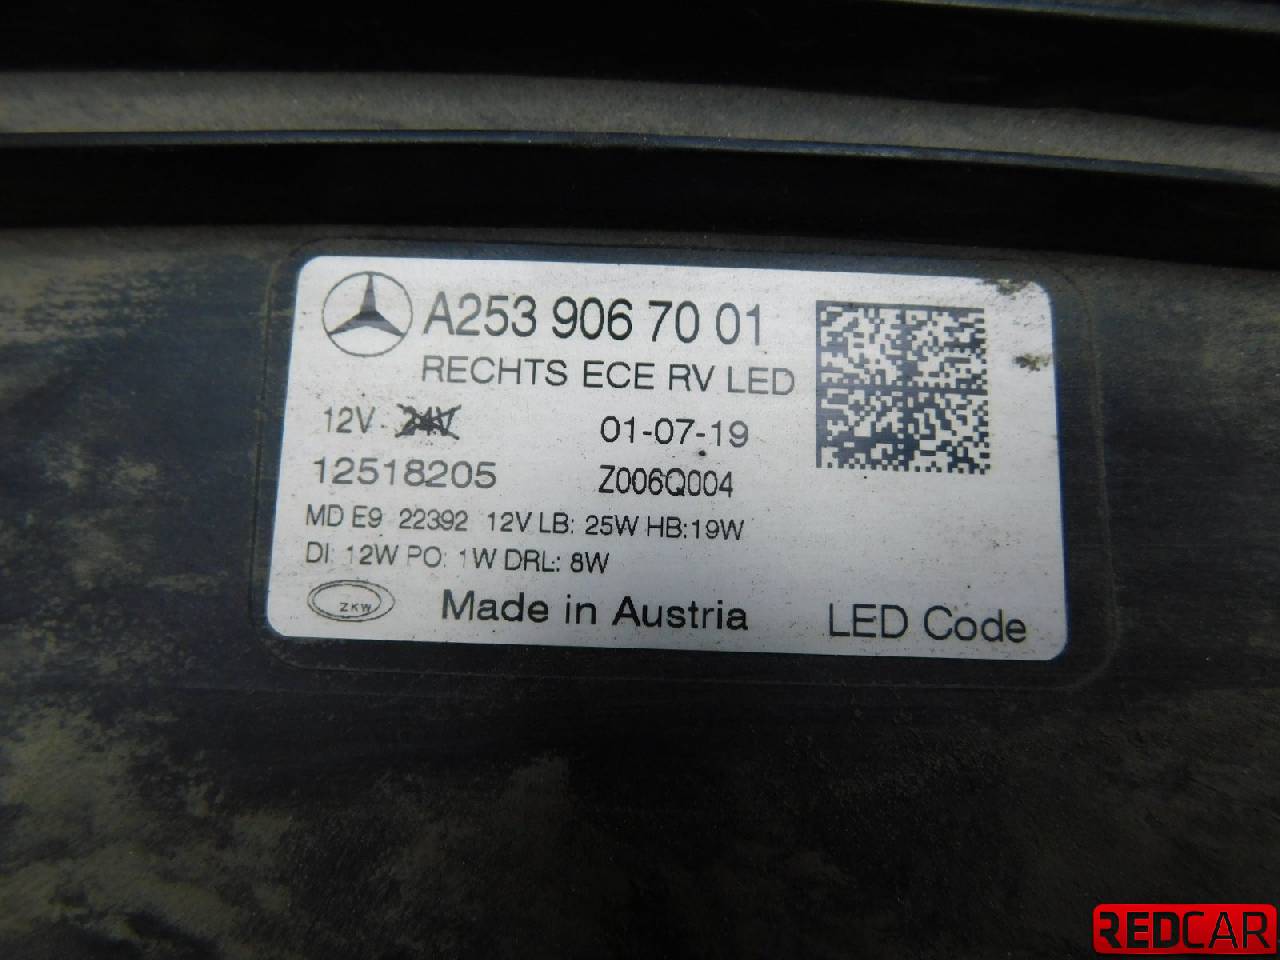 A253 906 70 01
RECHTS ECE RV LED
12V - 24V
01-07-19
12518205
Z006Q004
MD E9 22392 12V LB: 25W HB:19W
DI: 12W PO: 1W DRL: 8W
ZKW
Made in Austria
LED Code
REDCAR